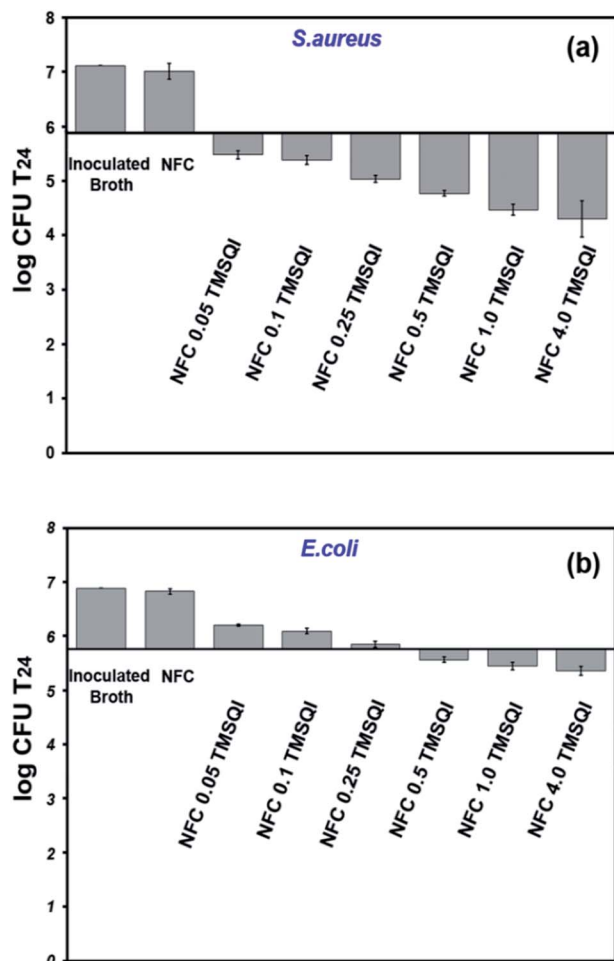 S.aureus
(a)
8
7
6
5
4
3
2
1
0
log CFU T24
Inoculated
Broth
NFC
NFC 0.05 TMSQI
NFC 0.1 TMSQI
NFC 0.25 TMSQI
NFC 0.5 TMSQI
NFC 1.0 TMSQI
NFC 4.0 TMSQI
E.coli
(b)
8
7
6
5
4
3
2
1
0
log CFU T24
Inoculated
Broth
NFC
NFC 0.05 TMSQI
NFC 0.1 TMSQI
NFC 0.25 TMSQI
NFC 0.5 TMSQI
NFC 1.0 TMSQI
NFC 4.0 TMSQI